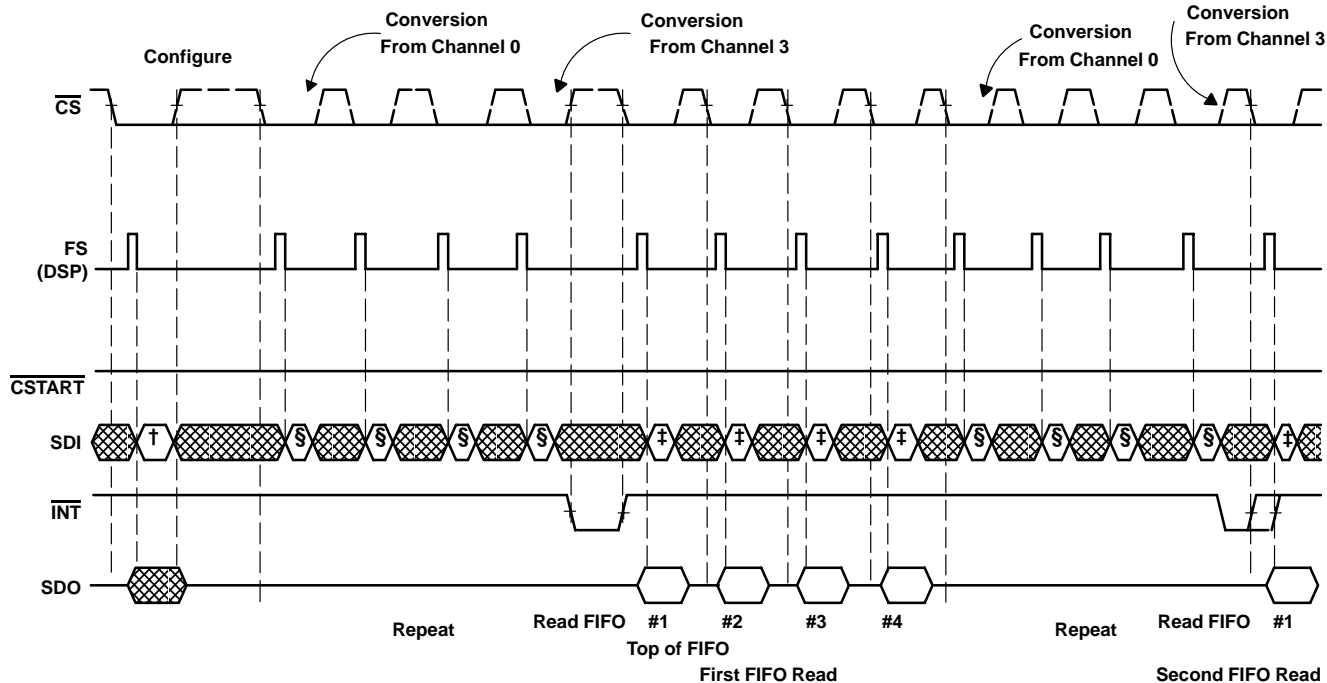 Configure
Conversion
From Channel 0
Conversion
From Channel 3
Conversion
From Channel 0
Conversion
From Channel 3
CS
FS
(DSP)
CSTART
SDI
† § § § § ‡ ‡ ‡ ‡ § § § § ‡
INT
SDO
Repeat
Read FIFO #1 #2 #3 #4
Top of FIFO
First FIFO Read
Repeat
Read FIFO #1
Second FIFO Read